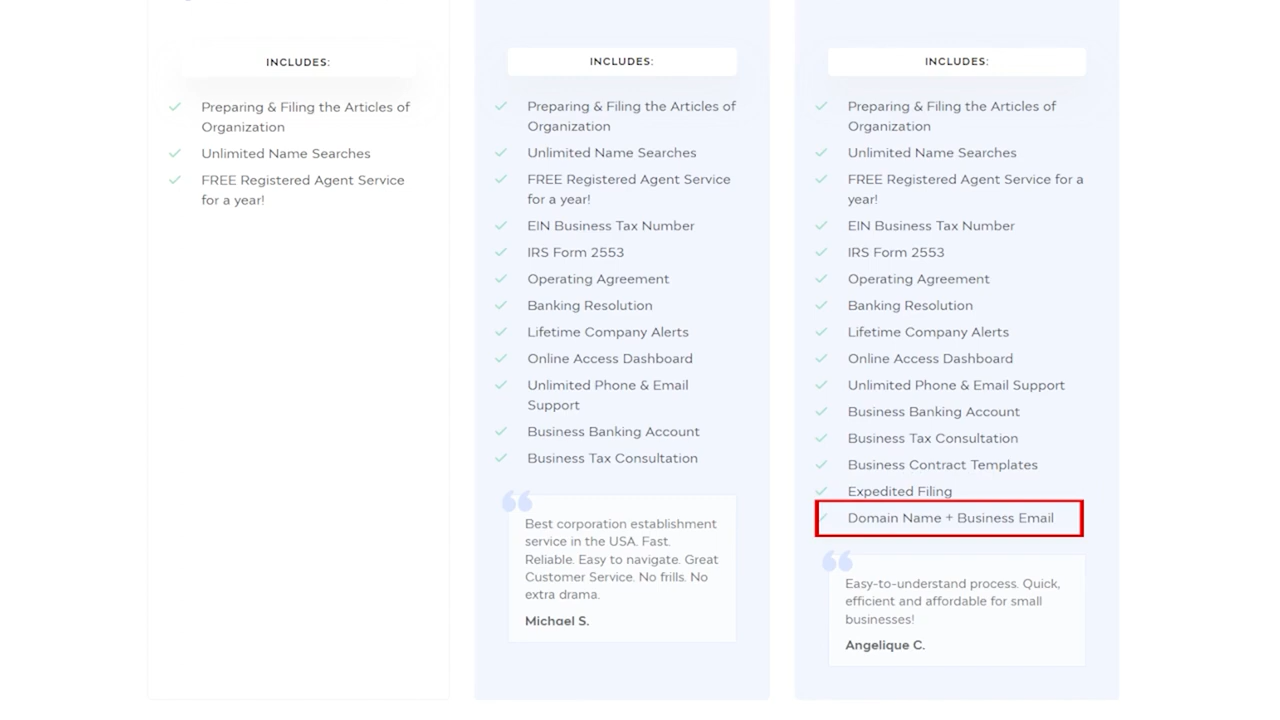 INCLUDES:
Preparing & Filing the Articles of
Organization
Unlimited Name Searches
FREE Registered Agent Service
for a year!
INCLUDES:
Preparing & Filing the Articles of
Organization
Unlimited Name Searches
FREE Registered Agent Service
for a year!
EIN Business Tax Number
IRS Form 2553
Operating Agreement
Banking Resolution
Lifetime Company Alerts
Online Access Dashboard
Unlimited Phone & Email
Support
Business Banking Account
Business Tax Consultation
Best corporation establishment
service in the USA. Fast.
Reliable. Easy to navigate. Great
Customer Service. No frills. No
extra drama.
Michael S.
INCLUDES:
Preparing & Filing the Articles of
Organization
Unlimited Name Searches
FREE Registered Agent Service for a
year!
EIN Business Tax Number
IRS Form 2553
Operating Agreement
Banking Resolution
Lifetime Company Alerts
Online Access Dashboard
Unlimited Phone & Email Support
Business Banking Account
Business Tax Consultation
Business Contract Templates
Expedited Filing
Domain Name + Business Email
Easy-to-understand process. Quick,
efficient and affordable for small
businesses!
Angelique C.